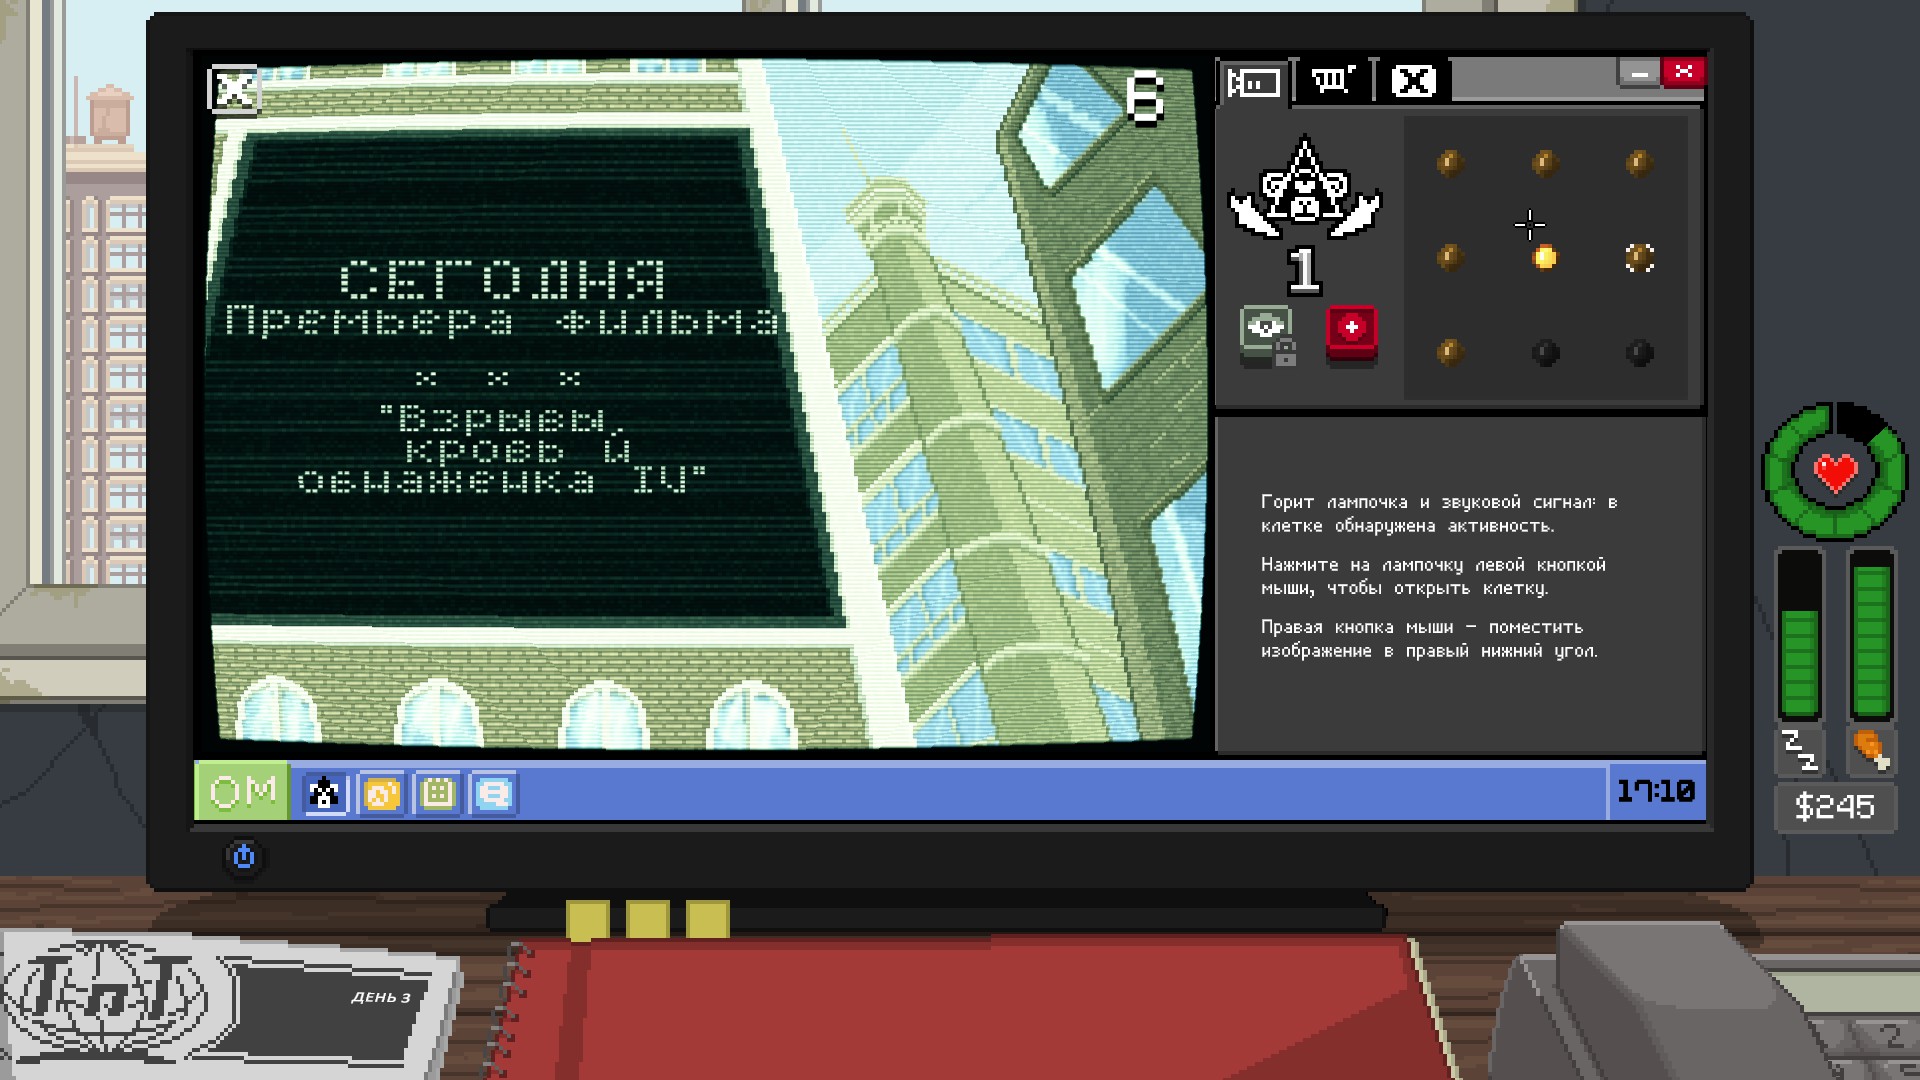 6
СЕГОДНЯ
Премьера фильма
x x x
"Взрывы,
кровь и
обнаженка IV"
1
Горит лампочка и звуковой сигнал: в
клетке обнаружена активность.
Нажмите на лампочку левой кнопкой
мыши, чтобы открыть клетку.
Правая кнопка мыши – поместить
изображение в правый нижний угол.
OM
17:10
$245
ДЕНЬ 3
2